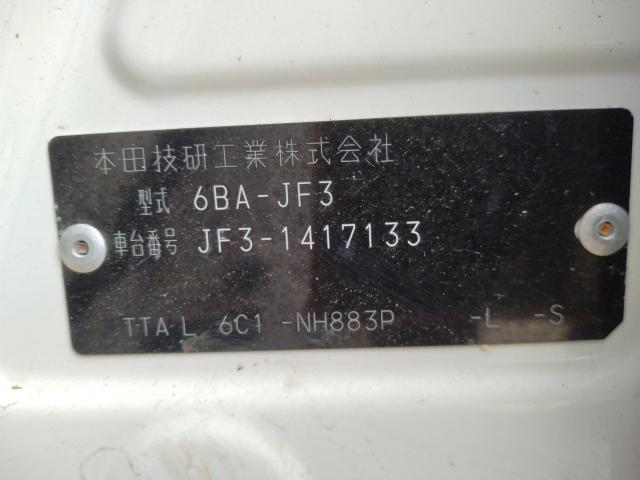 本田技研工業株式会社
型式 6BA-JF3
車台番号 JF3-1417133
TTA L 6C1 -NH883P -L -S